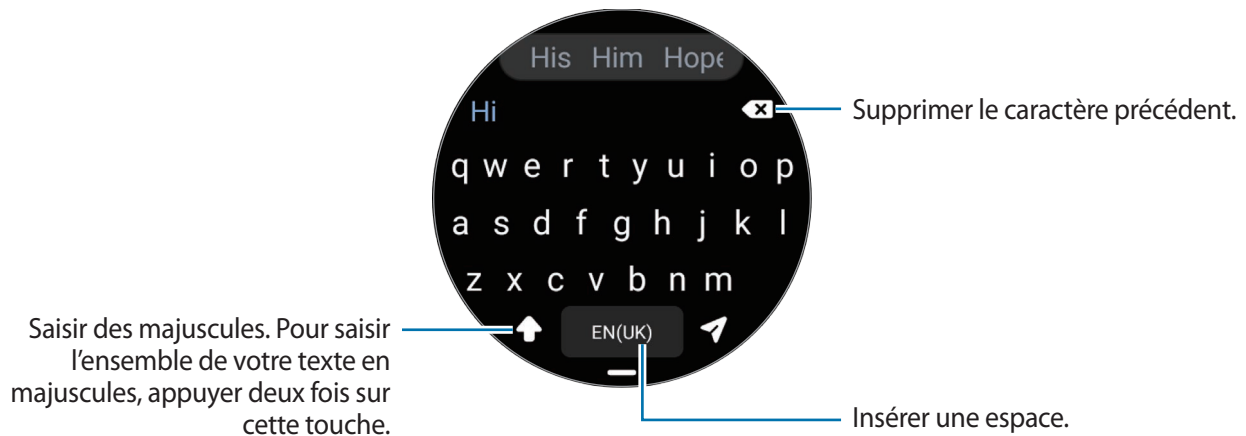 His Him Hope
Hi
Supprimer le caractère précédent.
q w e r t y u i o p
a s d f g h j k l
z x c v b n m
Saisir des majuscules. Pour saisir
l'ensemble de votre texte en
majuscules, appuyer deux fois sur
cette touche.
EN(UK)
Insérer une espace.